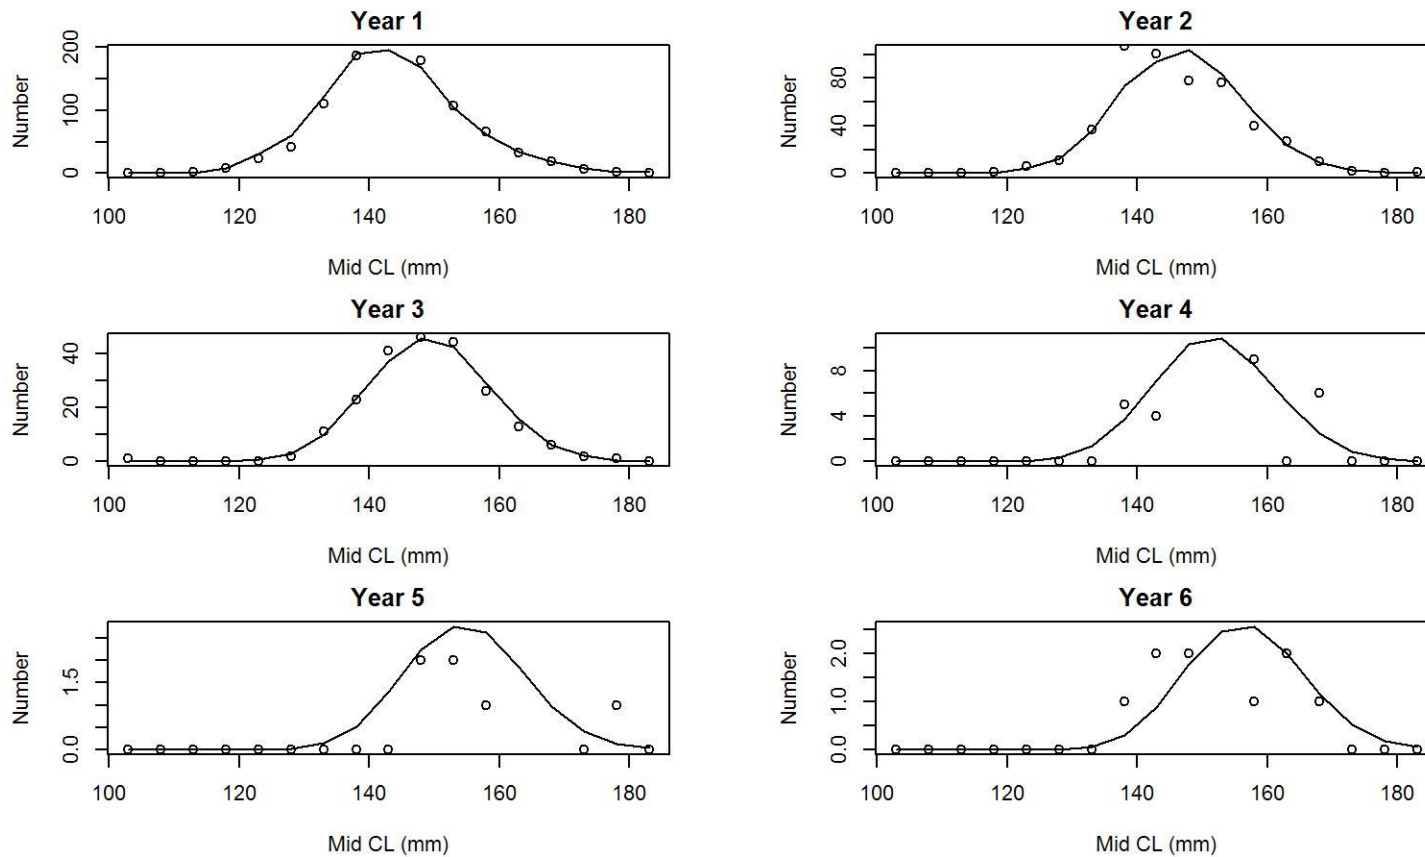 Year 1
Number
0 100 200
100 120 140 160 180
Mid CL (mm)
Year 2
Number
0 40 80
100 120 140 160 180
Mid CL (mm)
Year 3
Number
0 20 40
100 120 140 160 180
Mid CL (mm)
Year 4
Number
0 4 8
100 120 140 160 180
Mid CL (mm)
Year 5
Number
0.0 1.5
100 120 140 160 180
Mid CL (mm)
Year 6
Number
0.0 1.0 2.0
100 120 140 160 180
Mid CL (mm)